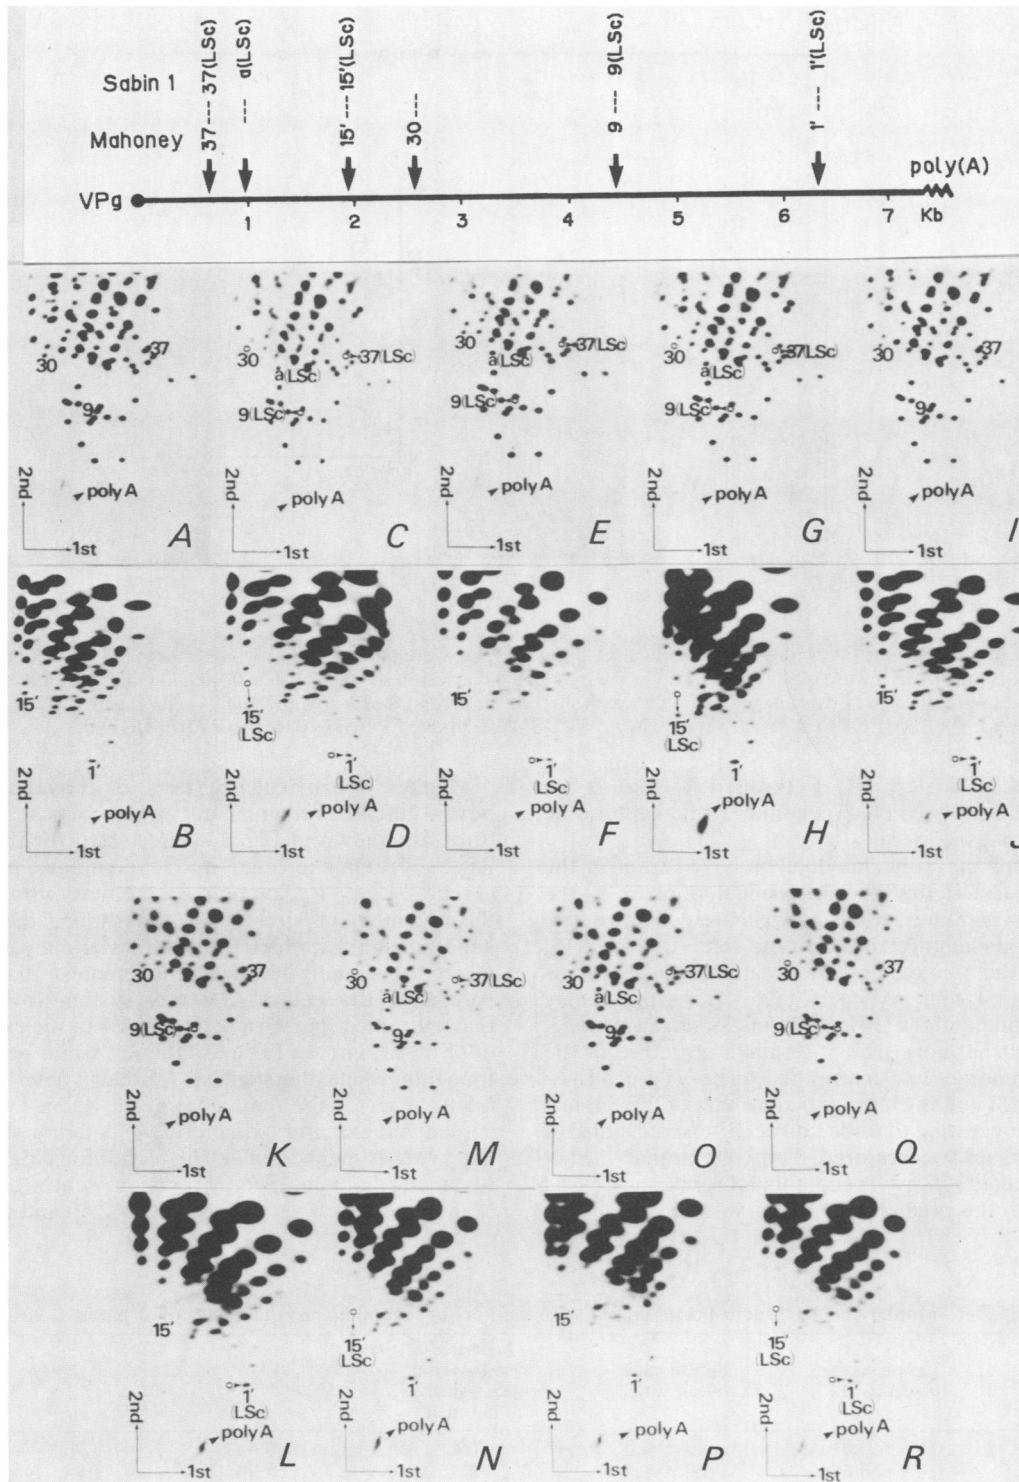 37 ---- 37(LSc)
---- a(LSc)
15' ---- 15'(LSc)
30 ----
9 ---- 9(LSc)
1' ---- 1'(LSc)
Sabin 1
Mahoney
poly(A)
VPg
1 2 3 4 5 6 7 Kb
30 37 9 2nd poly A 1st A
30 37(LSc) a(LSc) 9(LSc) 2nd poly A 1st C
30 37(LSc) a(LSc) 9(LSc) 2nd poly A 1st E
30 37(LSc) a(LSc) 9(LSc) 2nd poly A 1st G
30 37 9 2nd poly A 1st I
15' 1' 2nd poly A 1st B
15' (LSc) 1' (LSc) 2nd poly A 1st D
15' 1' (LSc) 2nd poly A 1st F
15' (LSc) 1' 2nd poly A 1st H
15' 1' (LSc) 2nd poly A 1st J
30 37 9(LSc) 2nd poly A 1st K
30 37(LSc) a(LSc) 9 2nd poly A 1st M
30 37(LSc) a(LSc) 9 2nd poly A 1st O
30 37 9(LSc) 2nd poly A 1st Q
15' 1' (LSc) 2nd poly A 1st L
15' (LSc) 1' 2nd poly A 1st N
15' 1' 2nd poly A 1st P
15' (LSc) 1' (LSc) 2nd poly A 1st R